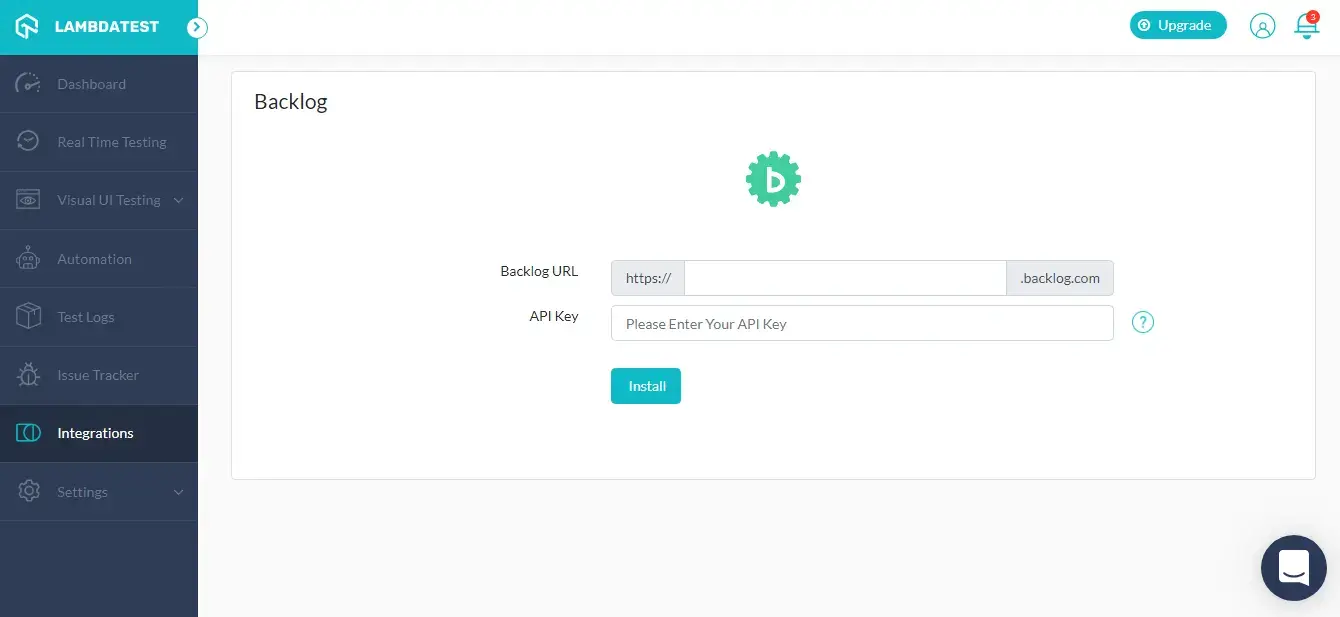 LAMBDATEST
Upgrade
3
Dashboard
Real Time Testing
Visual UI Testing
Automation
Test Logs
Issue Tracker
Integrations
Settings
Backlog
b
Backlog URL
https://
.backlog.com
API Key
Please Enter Your API Key
?
Install